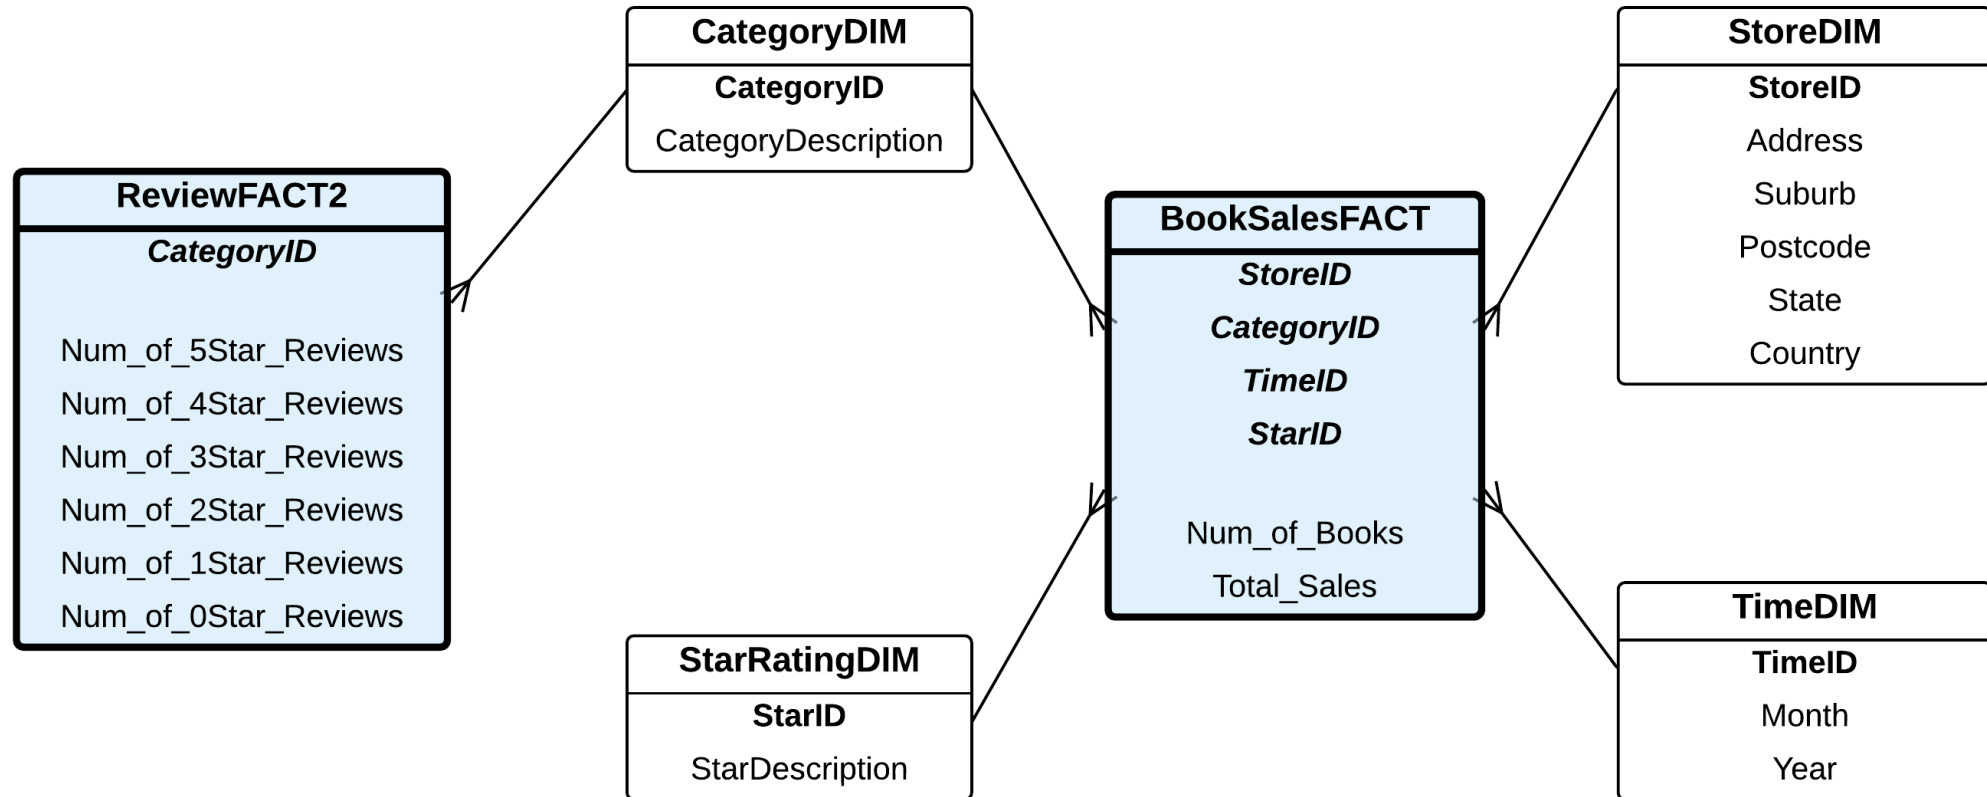 CategoryDIM
CategoryID
CategoryDescription
StoreDIM
StoreID
Address
Suburb
Postcode
State
Country
ReviewFACT2
CategoryID
Num_of_5Star_Reviews
Num_of_4Star_Reviews
Num_of_3Star_Reviews
Num_of_2Star_Reviews
Num_of_1Star_Reviews
Num_of_0Star_Reviews
BookSalesFACT
StoreID
CategoryID
TimeID
StarID
Num_of_Books
Total_Sales
StarRatingDIM
StarID
StarDescription
TimeDIM
TimeID
Month
Year